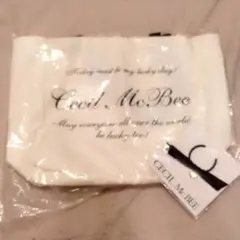 Today must be my lucky day!
Cecil McBee
May everyone all over the world
be lucky too!
CECIL McBEE